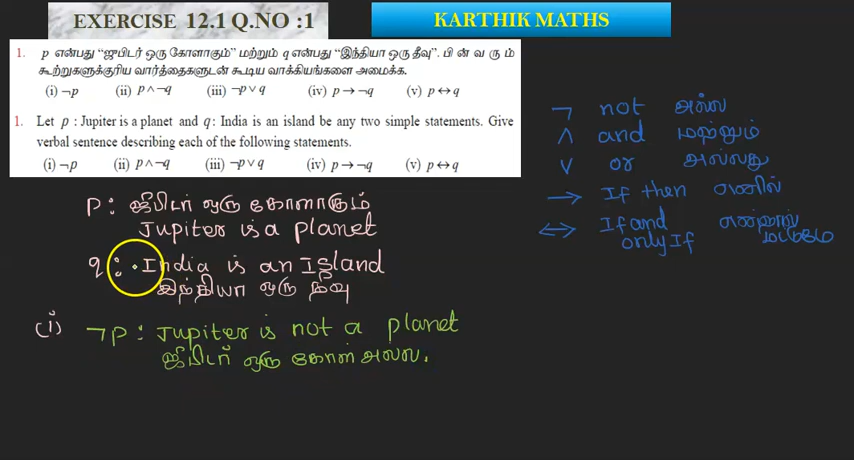 EXERCISE 12.1 Q.NO :1
KARTHIK MATHS
1. p என்பது "ஜுபிடர் ஒரு கோளாகும்" மற்றும் q என்பது "இந்தியா ஒரு தீவு". பி ன் வ ரு ம்
கூற்றுகளுக்குரிய வார்த்தைகளுடன் கூடிய வாக்கியங்களை அமைக்க.
(i) ¬p (ii) p ∧ ¬q (iii) ¬p ∨ q (iv) p → ¬q (v) p ↔ q
1. Let p : Jupiter is a planet and q : India is an island be any two simple statements. Give
verbal sentence describing each of the following statements.
(i) ¬p (ii) p ∧ ¬q (iii) ¬p ∨ q (iv) p → ¬q (v) p ↔ q
p : ஜீபிடர் ஒரு கோளாகும்
Jupiter is a planet
q : India is an Island
இந்தியா ஒரு தீவு
(i) ¬p : Jupiter is not a planet
ஜீபிடர் ஒரு கோள் அல்ல.
¬ not அல்ல
∧ and மற்றும்
∨ or அல்லது
→ If then எனில்
↔ If and என்றால்
only If மட்டுமே